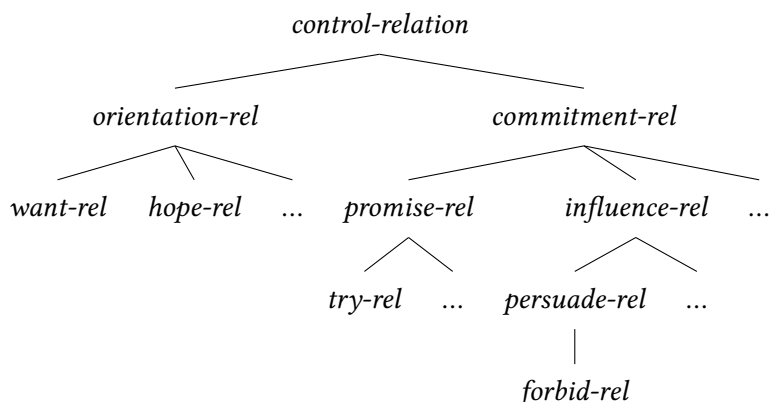 control-relation
orientation-rel commitment-rel
want-rel hope-rel ... promise-rel influence-rel ...
try-rel ... persuade-rel ...
forbid-rel